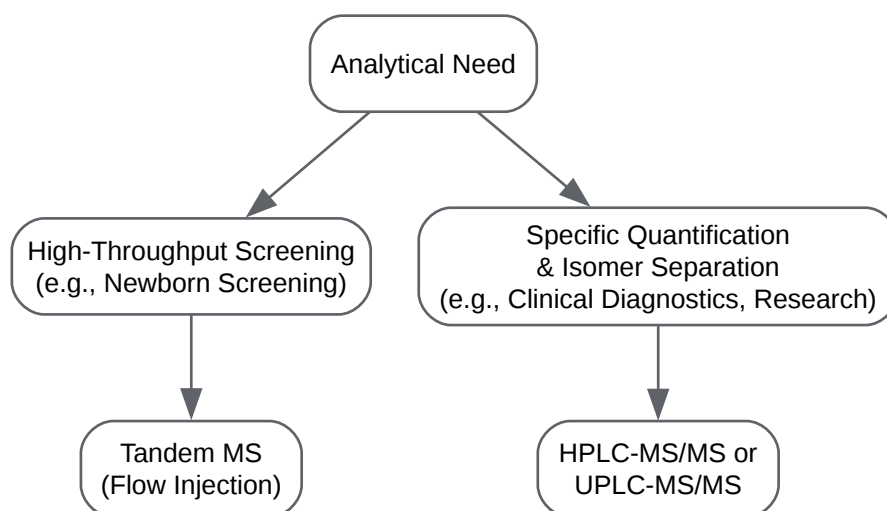 Analytical Need
High-Throughput Screening
(e.g., Newborn Screening)
Specific Quantification
& Isomer Separation
(e.g., Clinical Diagnostics, Research)
Tandem MS
(Flow Injection)
HPLC-MS/MS or
UPLC-MS/MS